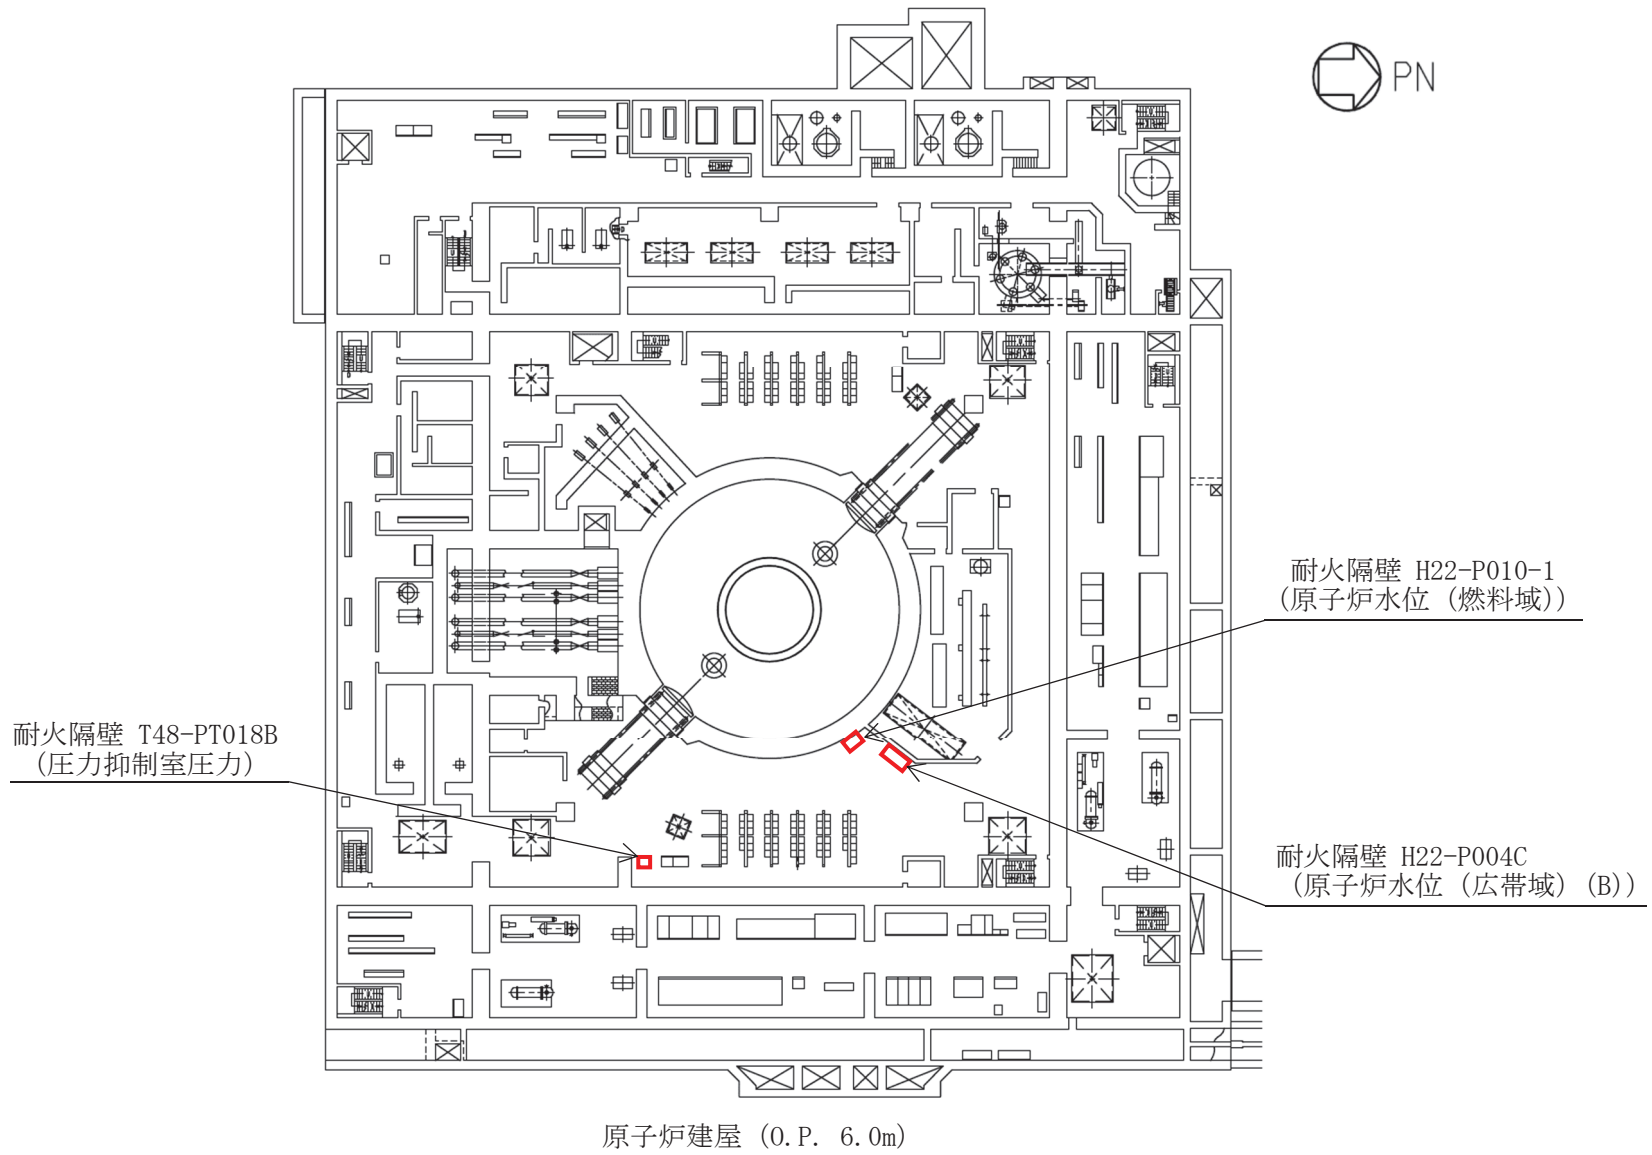 PN
耐火隔壁 H22-P010-1
(原子炉水位 (燃料域))
耐火隔壁 T48-PT018B
(圧力抑制室圧力)
耐火隔壁 H22-P004C
(原子炉水位 (広帯域) (B))
原子炉建屋 (O.P. 6.0m)